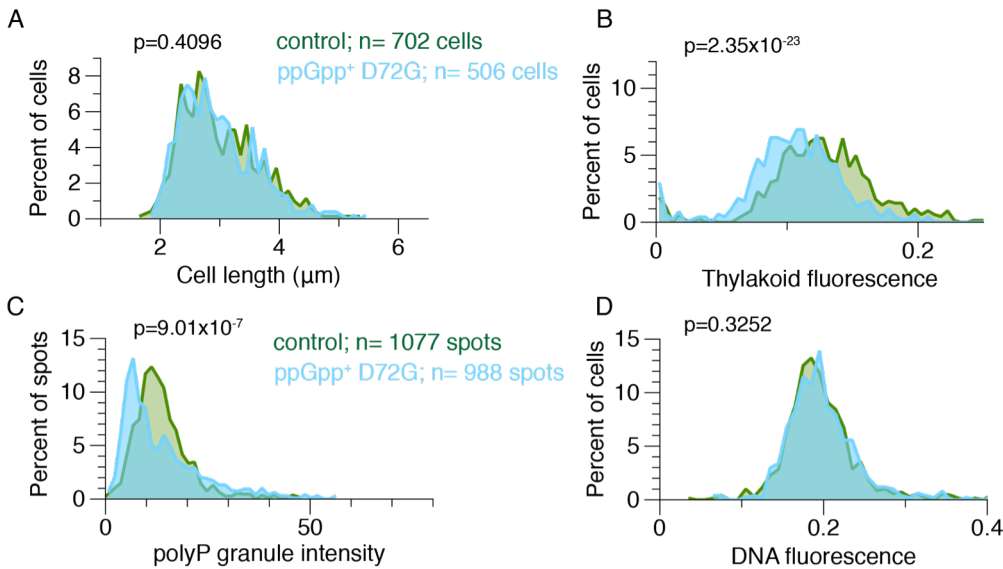 A
p=0.4096
control; n= 702 cells
ppGpp⁺ D72G; n= 506 cells
Percent of cells
8
6
4
2
0
2 4 6
Cell length (μm)
B
p=2.35x10⁻²³
Percent of cells
10
5
0
0 0.2
Thylakoid fluorescence
C
p=9.01x10⁻⁷
control; n= 1077 spots
ppGpp⁺ D72G; n= 988 spots
Percent of spots
15
10
5
0
0 50
polyP granule intensity
D
p=0.3252
Percent of cells
15
10
5
0
0 0.2 0.4
DNA fluorescence